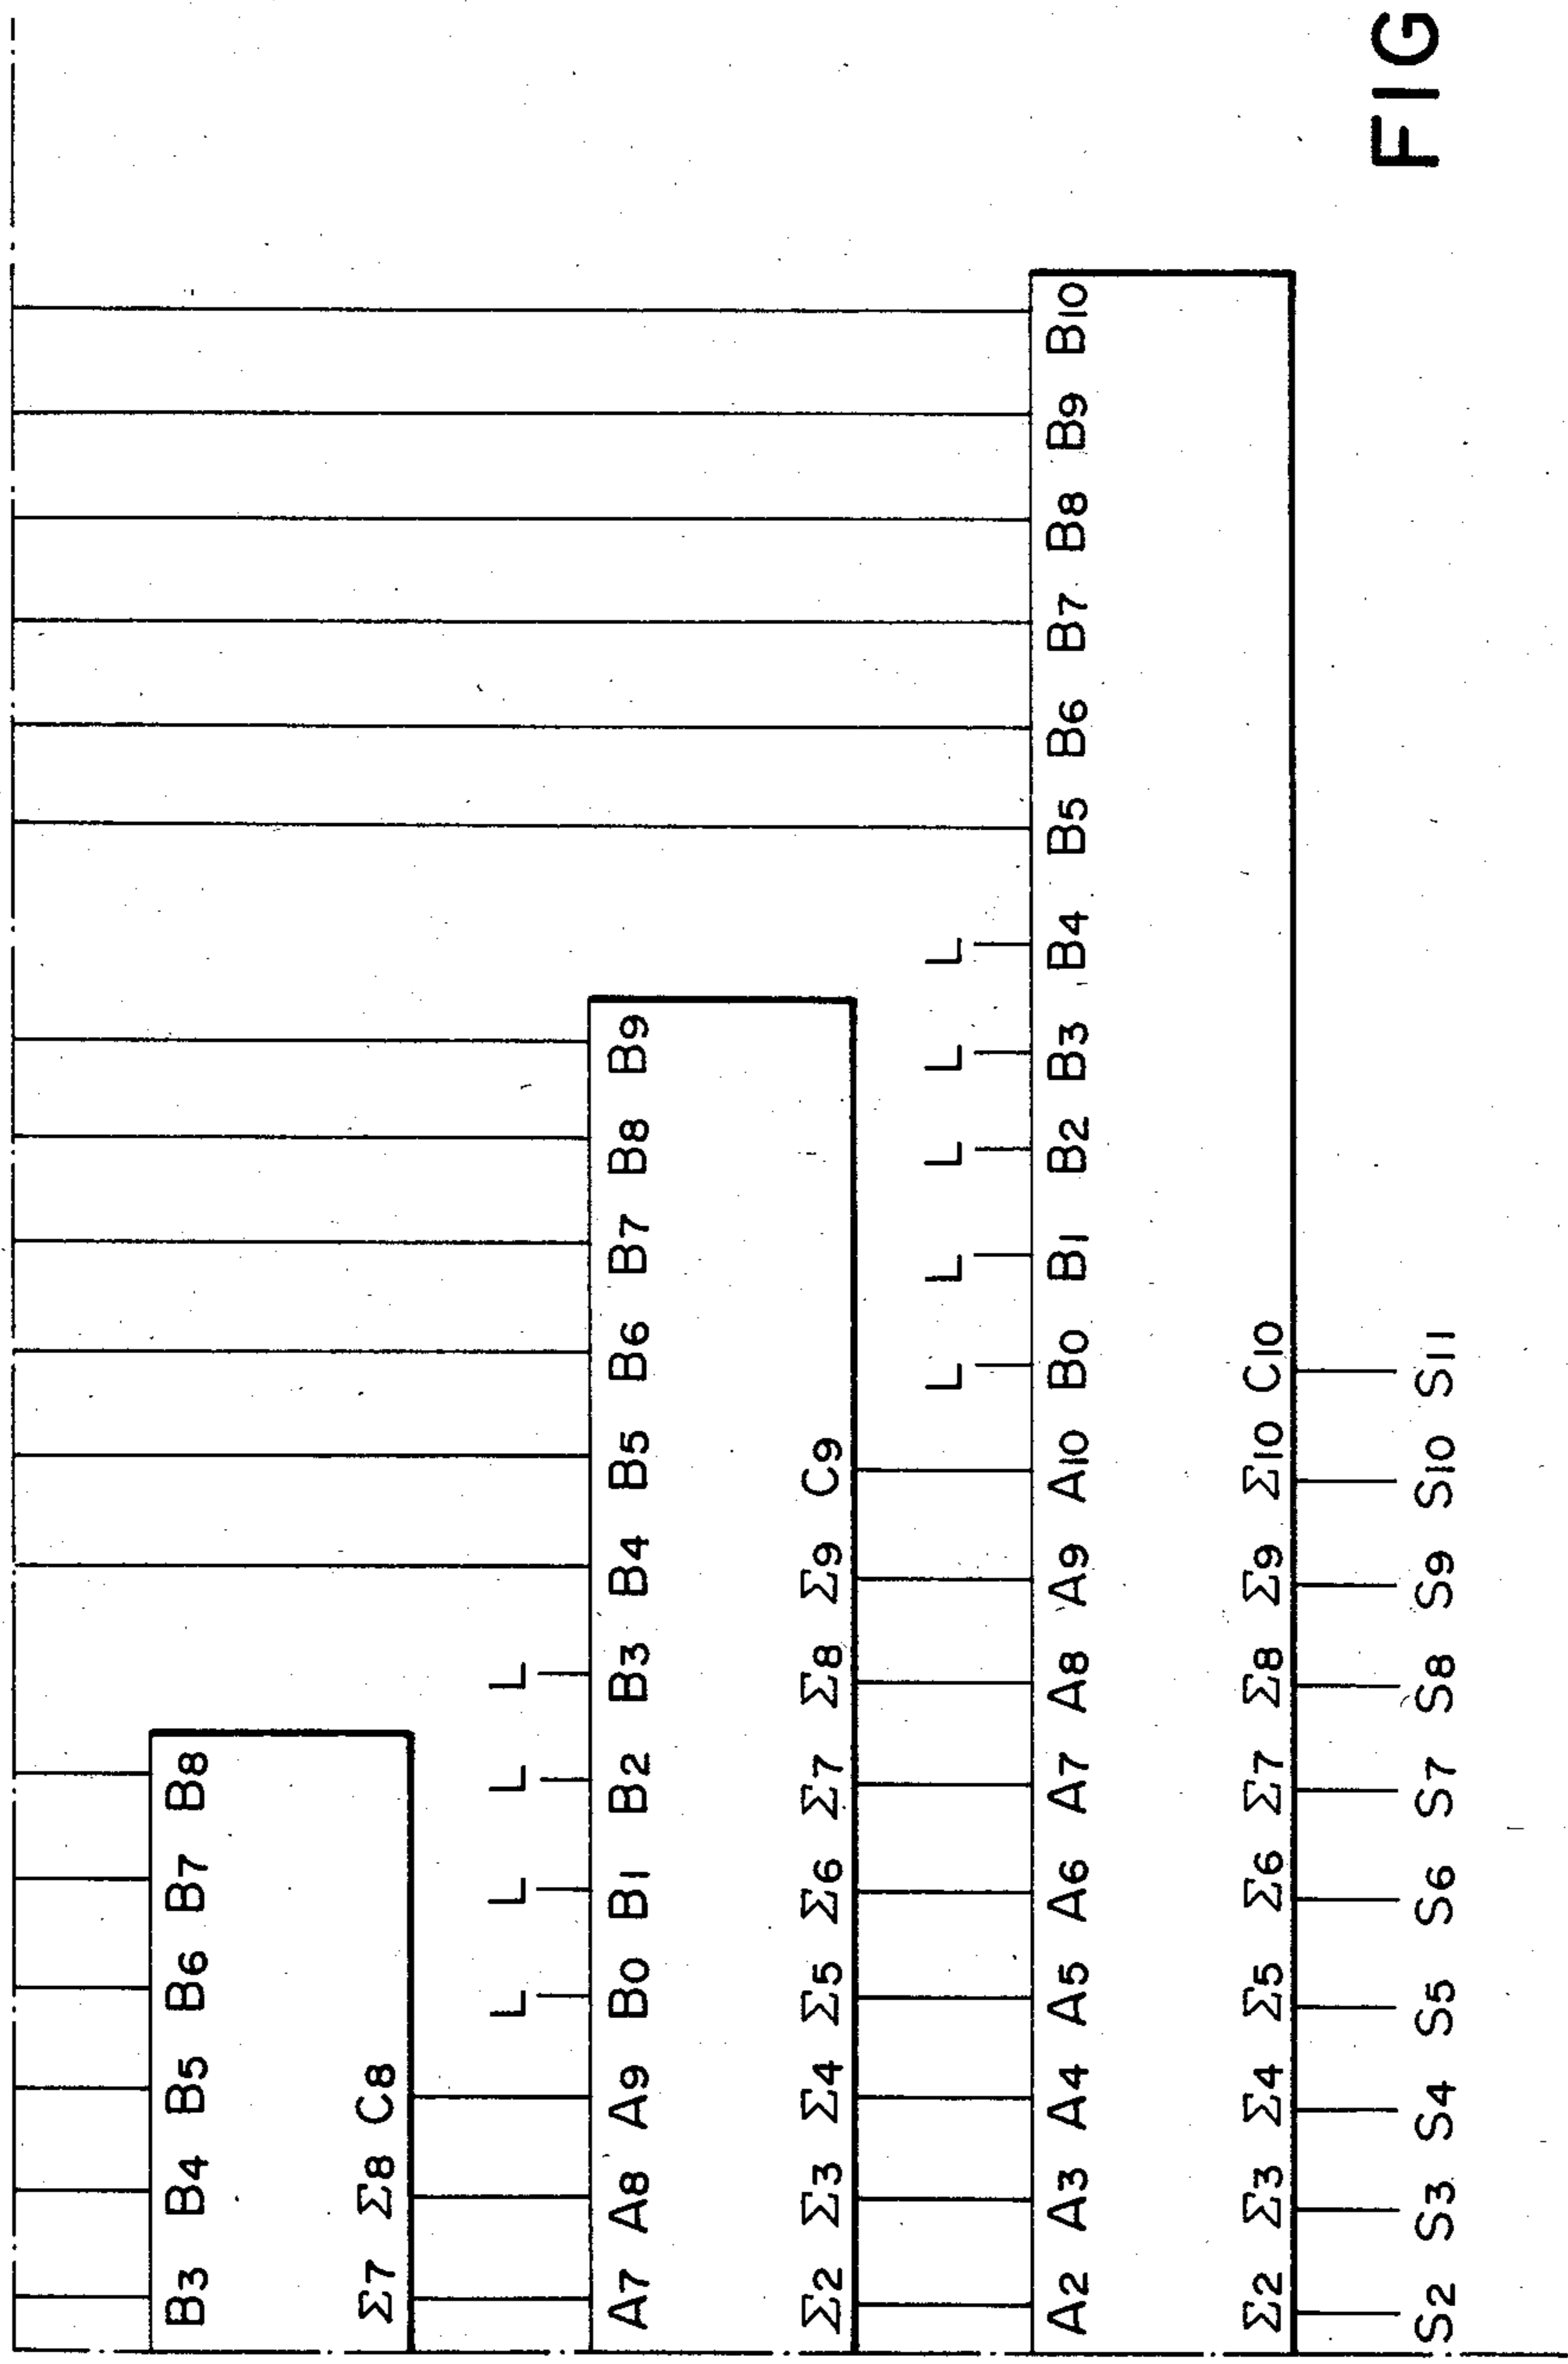 B3 B4 B5 B6 B7 B8
Σ7 Σ8 C8
L L L L
A7 A8 A9 B0 B1 B2 B3 B4 B5 B6 B7 B8 B9
Σ2 Σ3 Σ4 Σ5 Σ6 Σ7 Σ8 Σ9 C9
L L L L L
A2 A3 A4 A5 A6 A7 A8 A9 A10 B0 B1 B2 B3 B4 B5 B6 B7 B8 B9 B10
Σ2 Σ3 Σ4 Σ5 Σ6 Σ7 Σ8 Σ9 Σ10 C10
S2 S3 S4 S5 S6 S7 S8 S9 S10 S11
FIG